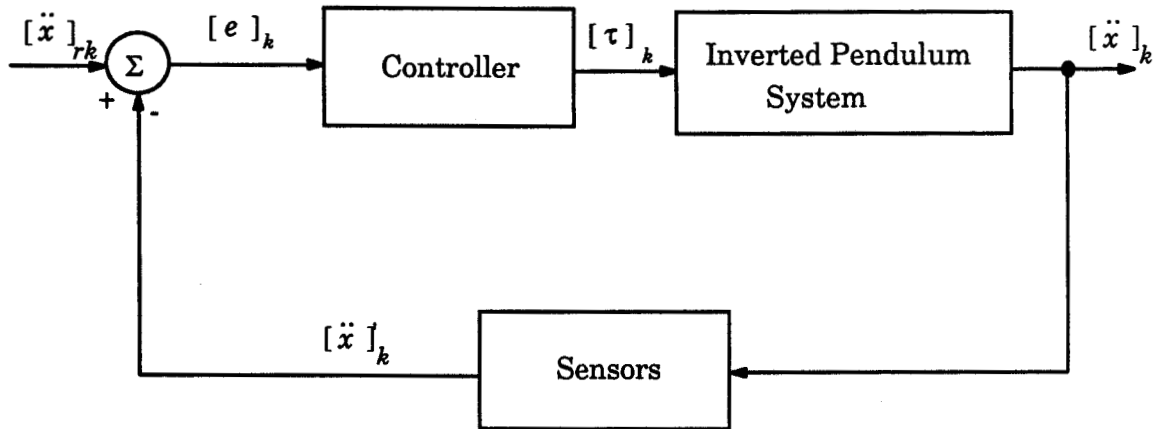 [ẍ]rk
[e]k
Controller
[τ]k
Inverted Pendulum
System
[ẍ]k
Σ
+
-
[ẍ]'k
Sensors